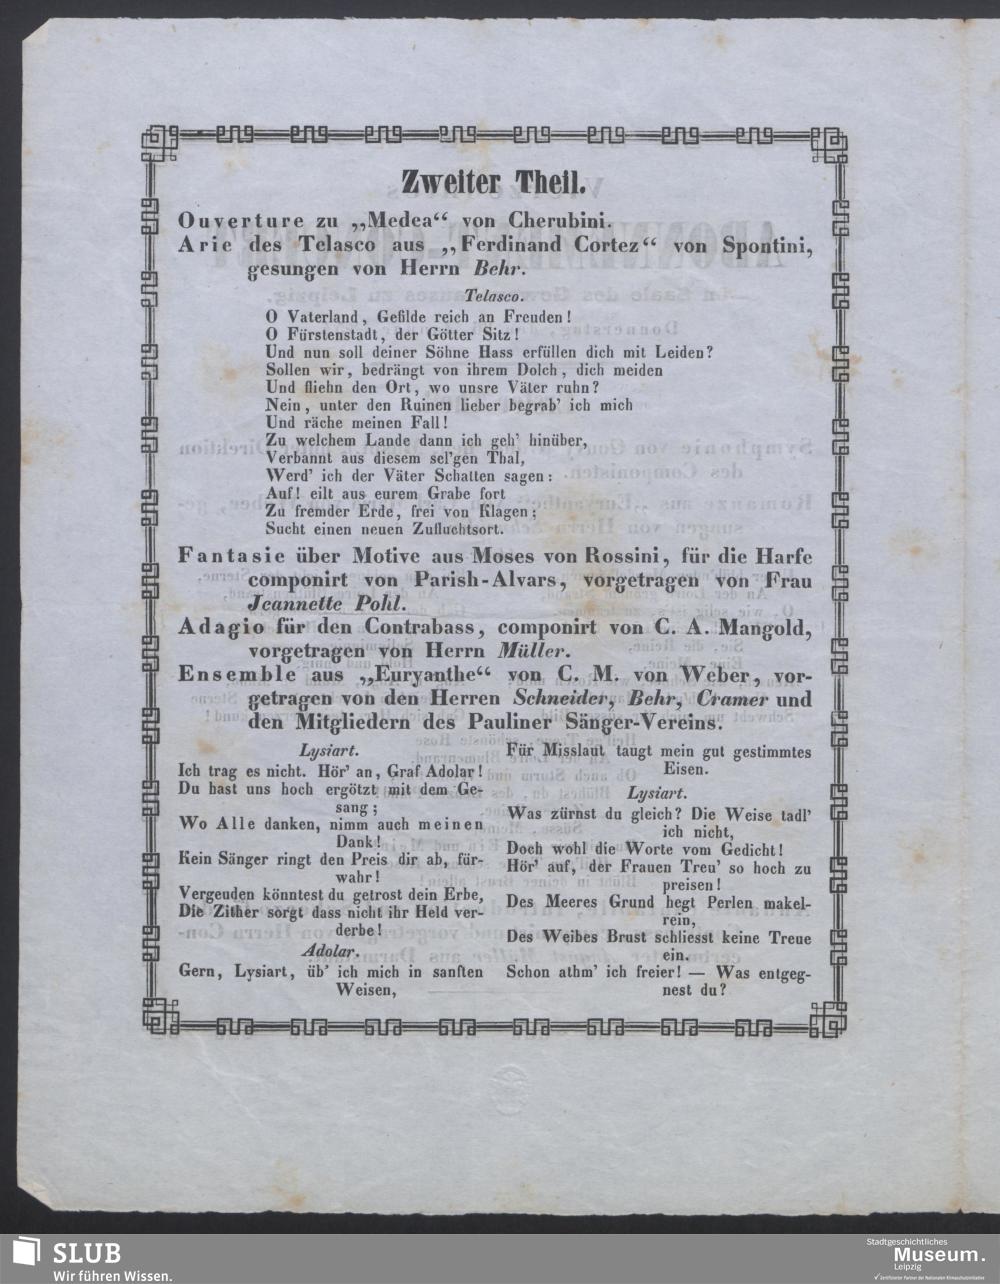 Zweiter Theil.
Ouverture zu „Medea“ von Cherubini.
Arie des Telasco aus „Ferdinand Cortez“ von Spontini,
gesungen von Herrn Behr.
Telasco.
O Vaterland, Gefilde reich an Freuden!
O Fürstenstadt, der Götter Sitz!
Und nun soll deiner Söhne Hass erfüllen dich mit Leiden?
Sollen wir, bedrängt von ihrem Dolch, dich meiden
Und fliehn den Ort, wo unsre Väter ruhn?
Nein, unter den Ruinen lieber begrab' ich mich
Und räche meinen Fall!
Zu welchem Lande dann ich geh' hinüber,
Verbannt aus diesem sel'gen Thal,
Werd' ich der Väter Schatten sagen:
Auf! eilt aus eurem Grabe fort
Zu fremder Erde, frei von Klagen;
Sucht einen neuen Zufluchtsort.
Fantasie über Motive aus Moses von Rossini, für die Harfe
componirt von Parish-Alvars, vorgetragen von Frau
Jeannette Pohl.
Adagio für den Contrabass, componirt von C. A. Mangold,
vorgetragen von Herrn Müller.
Ensemble aus „Euryanthe“ von C. M. von Weber, vor-
getragen von den Herren Schneider, Behr, Cramer und
den Mitgliedern des Pauliner Sänger-Vereins.
Lysiart.
Ich trag es nicht. Hör' an, Graf Adolar!
Du hast uns hoch ergötzt mit dem Ge-
sang;
Wo Alle danken, nimm auch meinen
Dank!
Kein Sänger ringt den Preis dir ab, für-
wahr!
Vergeuden könntest du getrost dein Erbe,
Die Zither sorgt dass nicht ihr Held ver-
derbe!
Adolar.
Gern, Lysiart, üb' ich mich in sanften
Weisen,
Für Misslaut taugt mein gut gestimmtes
Eisen.
Lysiart.
Was zürnst du gleich? Die Weise tadl'
ich nicht,
Doch wohl die Worte vom Gedicht!
Hör' auf, der Frauen Treu' so hoch zu
preisen!
Des Meeres Grund hegt Perlen makel-
rein,
Des Weibes Brust schliesst keine Treue
ein.
Schon athm' ich freier! — Was entgeg-
nest du?
SLUB
Wir führen Wissen.
Stadtgeschichtliches
Museum.
Leipzig
Zertifizierter Partner der Nationalen Klimaschutzinitiative